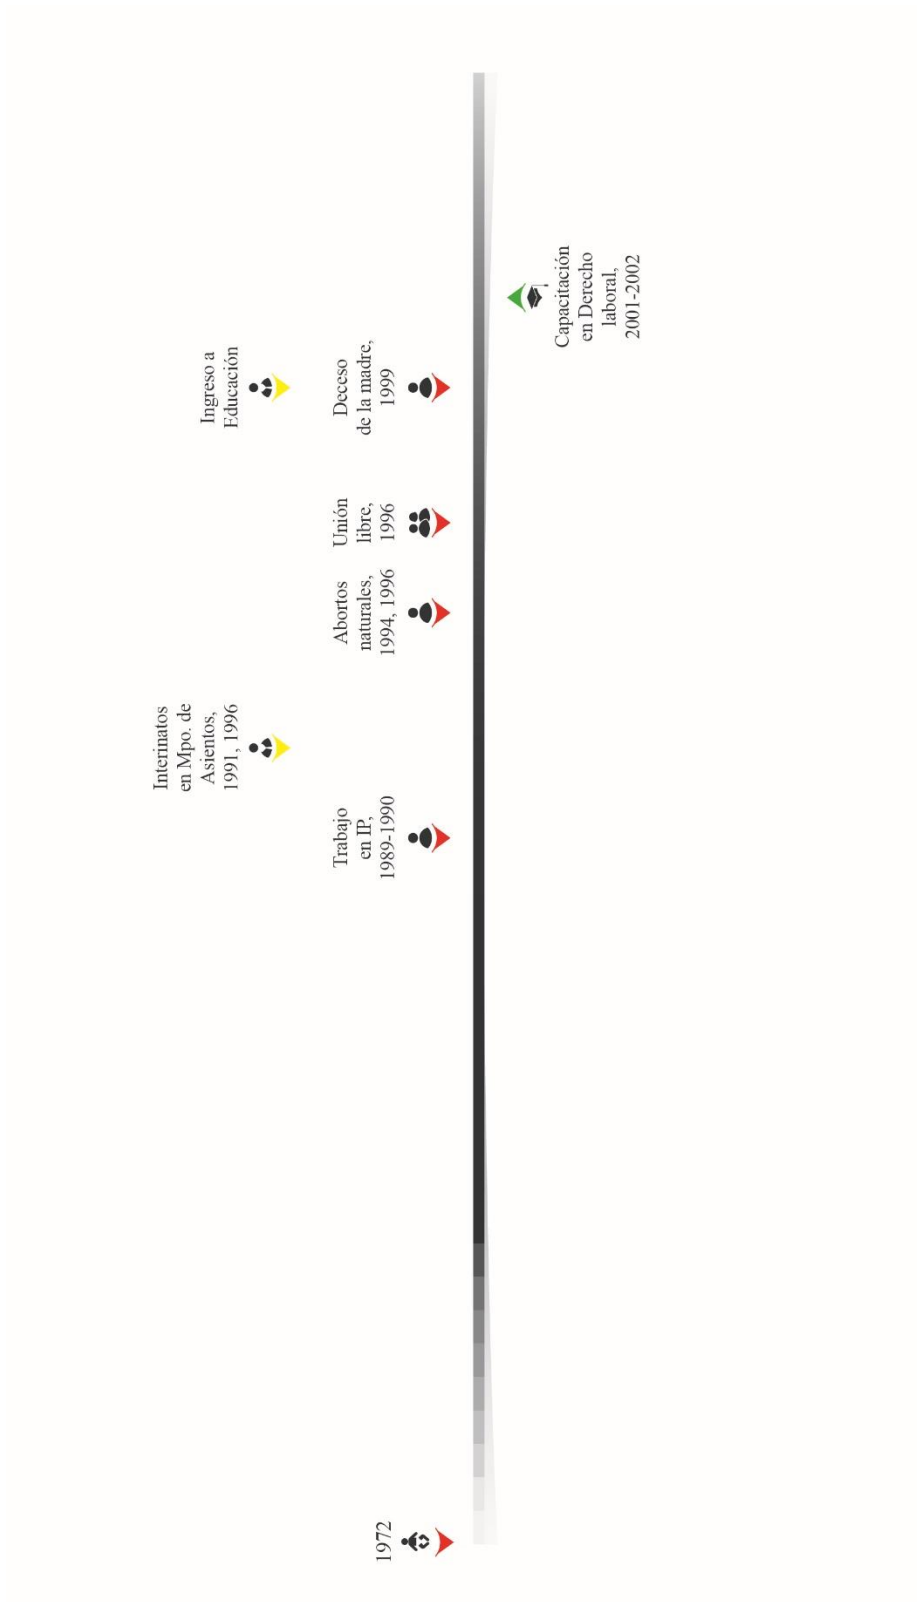 1972
Trabajo
en IP,
1989-1990
Interinatos
en Mpo. de
Asientos,
1991, 1996
Abortos
naturales,
1994, 1996
Unión
libre,
1996
Ingreso a
Educación
Deceso
de la madre,
1999
Capacitación
en Derecho
laboral,
2001-2002